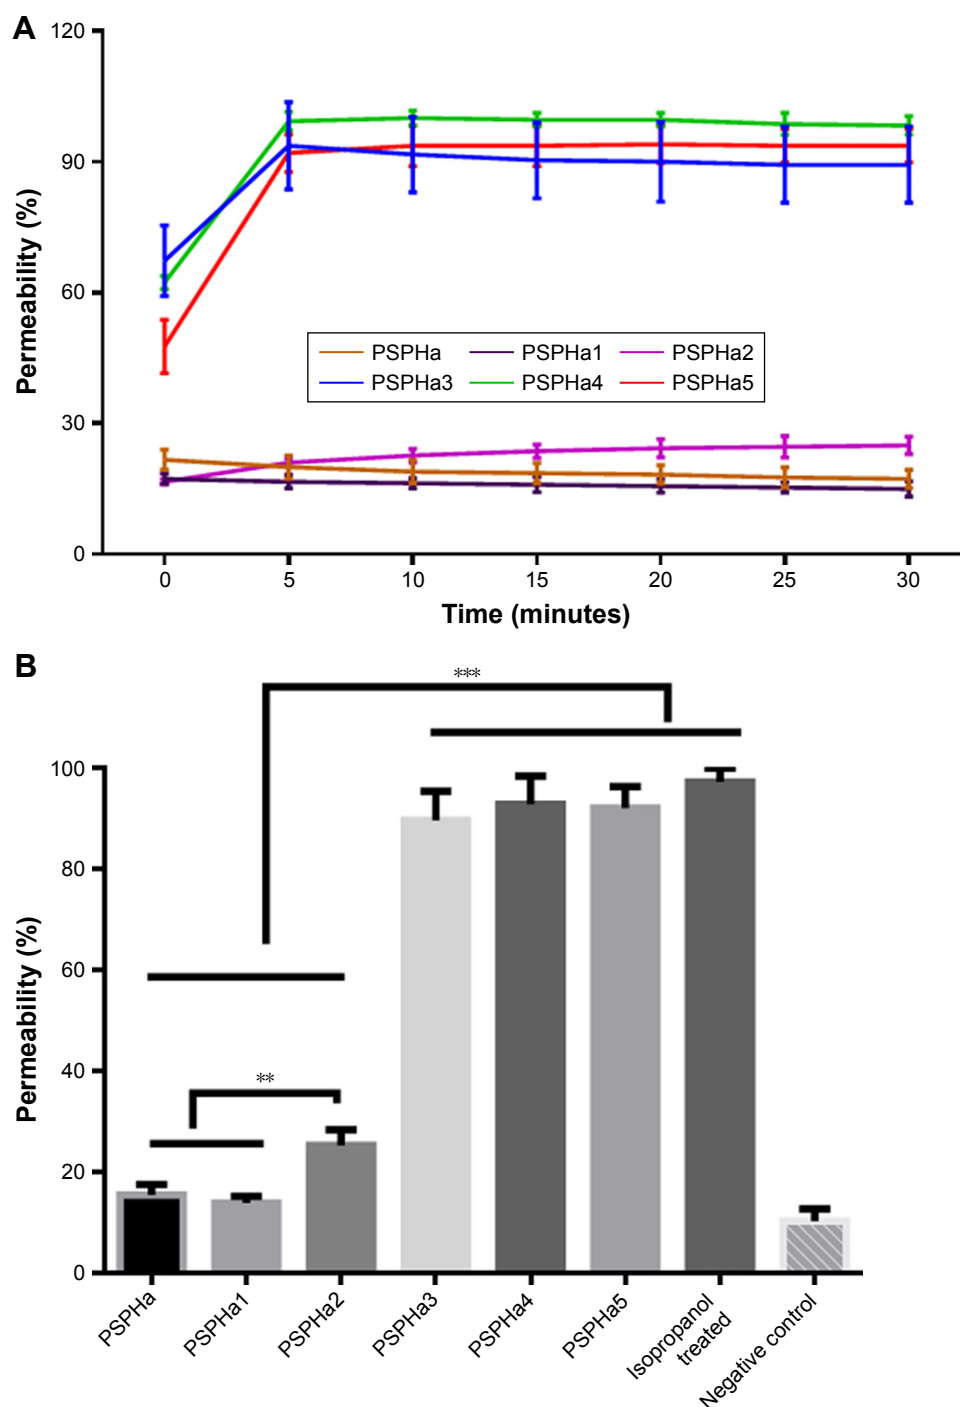 A
120
90
60
30
0
Permeability (%)
PSPHa PSPHa1 PSPHa2
PSPHa3 PSPHa4 PSPHa5
0 5 10 15 20 25 30
Time (minutes)
B
***
100
80
60
40
20
0
Permeability (%)
**
PSPHa
PSPHa1
PSPHa2
PSPHa3
PSPHa4
PSPHa5
Isopropanol
treated
Negative control